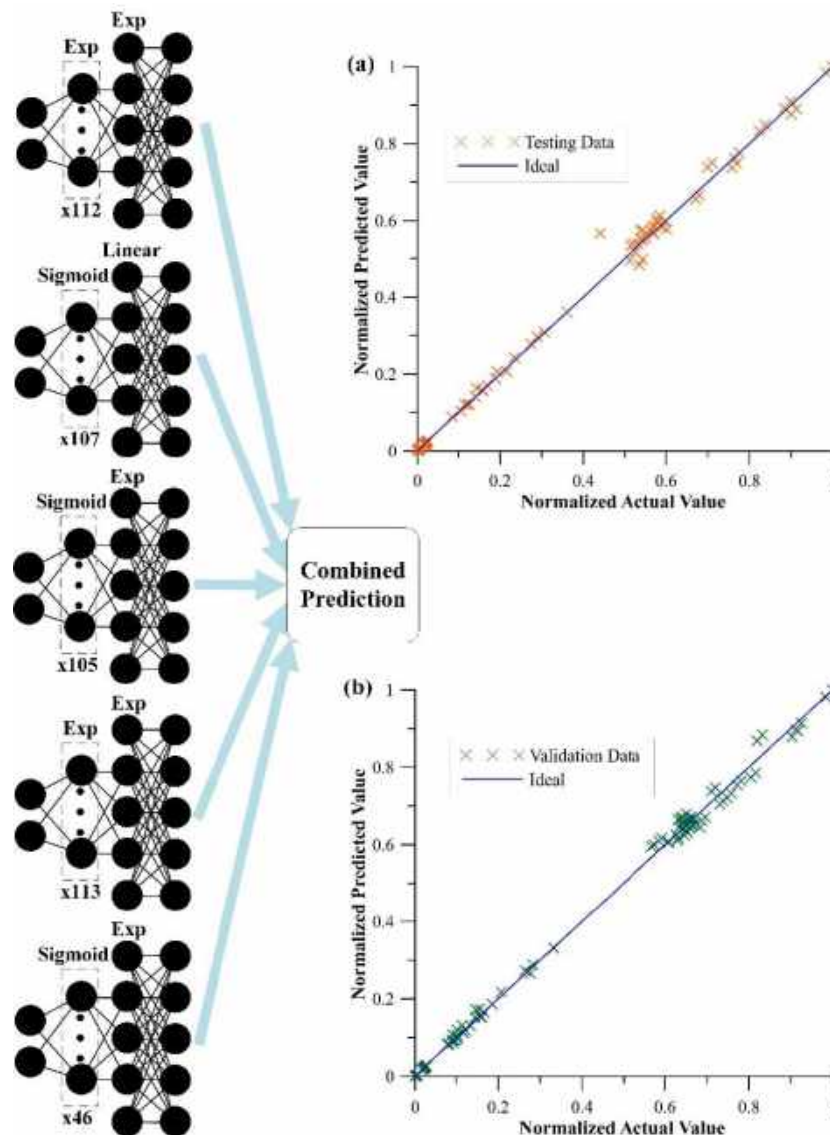 Exp
Exp
x112
Linear
Sigmoid
x107
Exp
Sigmoid
x105
Exp
Exp
x113
Exp
Sigmoid
x46
Combined
Prediction
(a)
Normalized Predicted Value
1
0.8
0.6
0.4
0.2
0
Testing Data
Ideal
0
0.2
0.4
0.6
0.8
Normalized Actual Value
(b)
Normalized Predicted Value
1
0.8
0.6
0.4
0.2
0
Validation Data
Ideal
0
0.2
0.4
0.6
0.8
Normalized Actual Value